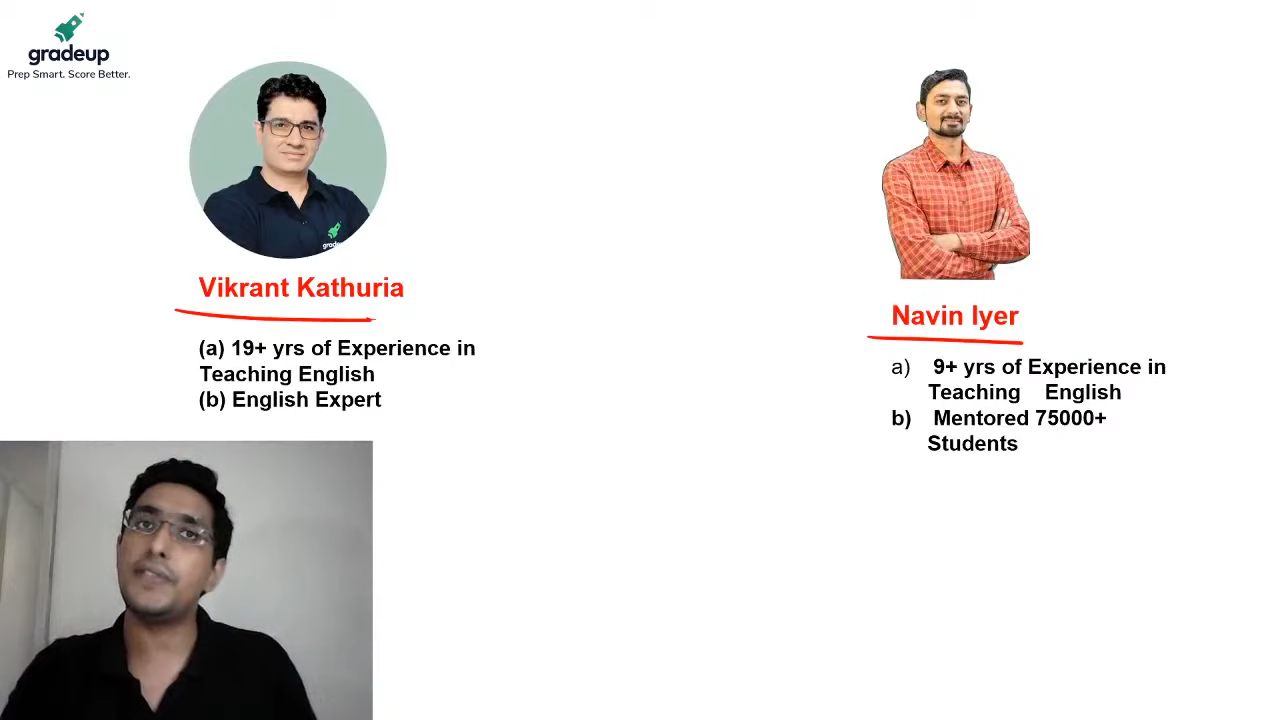 gradeup
Prep Smart. Score Better.
Vikrant Kathuria
(a) 19+ yrs of Experience in
Teaching English
(b) English Expert
Navin Iyer
a) 9+ yrs of Experience in
Teaching English
b) Mentored 75000+
Students